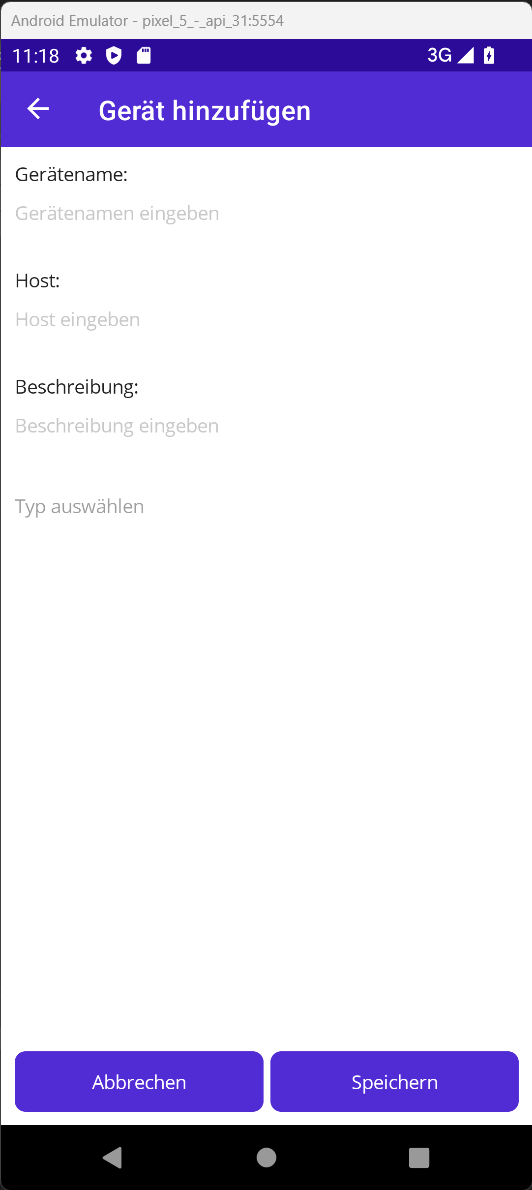 Android Emulator - pixel_5_-_api_31:5554
11:18 3G
Gerät hinzufügen
Gerätename:
Gerätenamen eingeben
Host:
Host eingeben
Beschreibung:
Beschreibung eingeben
Typ auswählen
Abbrechen Speichern